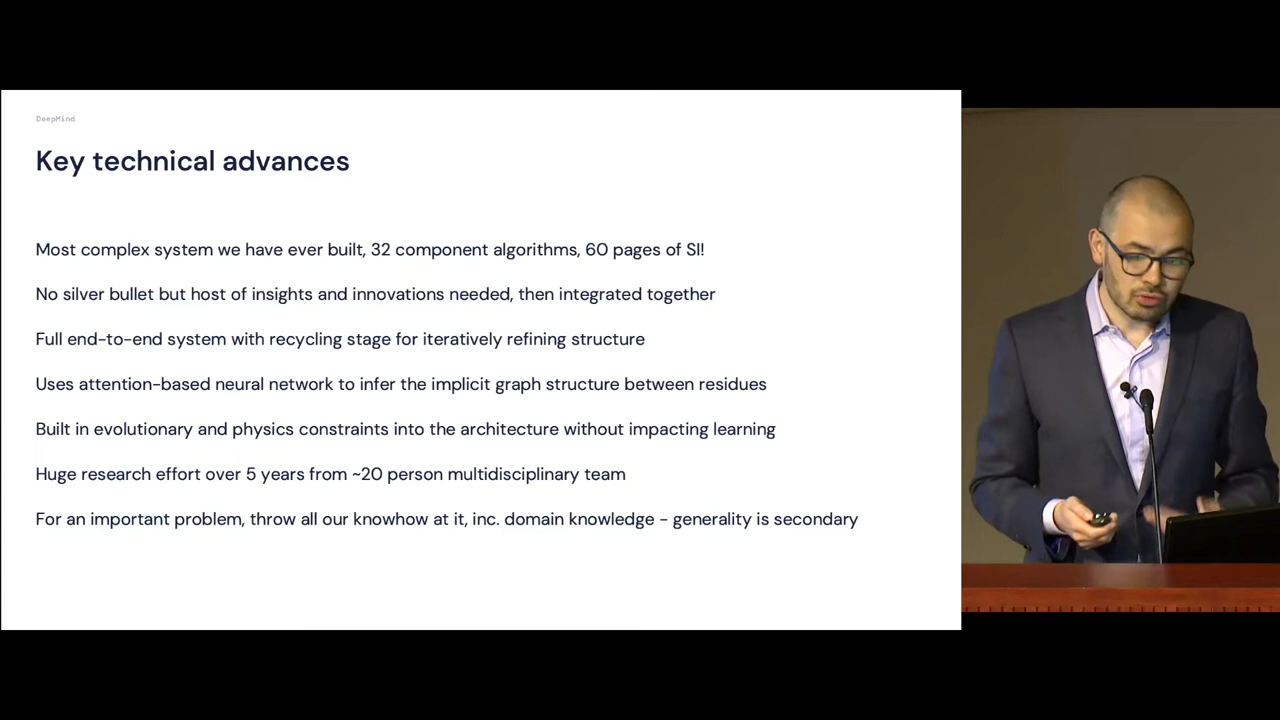 DeepMind
Key technical advances
Most complex system we have ever built, 32 component algorithms, 60 pages of SI!
No silver bullet but host of insights and innovations needed, then integrated together
Full end-to-end system with recycling stage for iteratively refining structure
Uses attention-based neural network to infer the implicit graph structure between residues
Built in evolutionary and physics constraints into the architecture without impacting learning
Huge research effort over 5 years from ~20 person multidisciplinary team
For an important problem, throw all our knowhow at it, inc. domain knowledge - generality is secondary